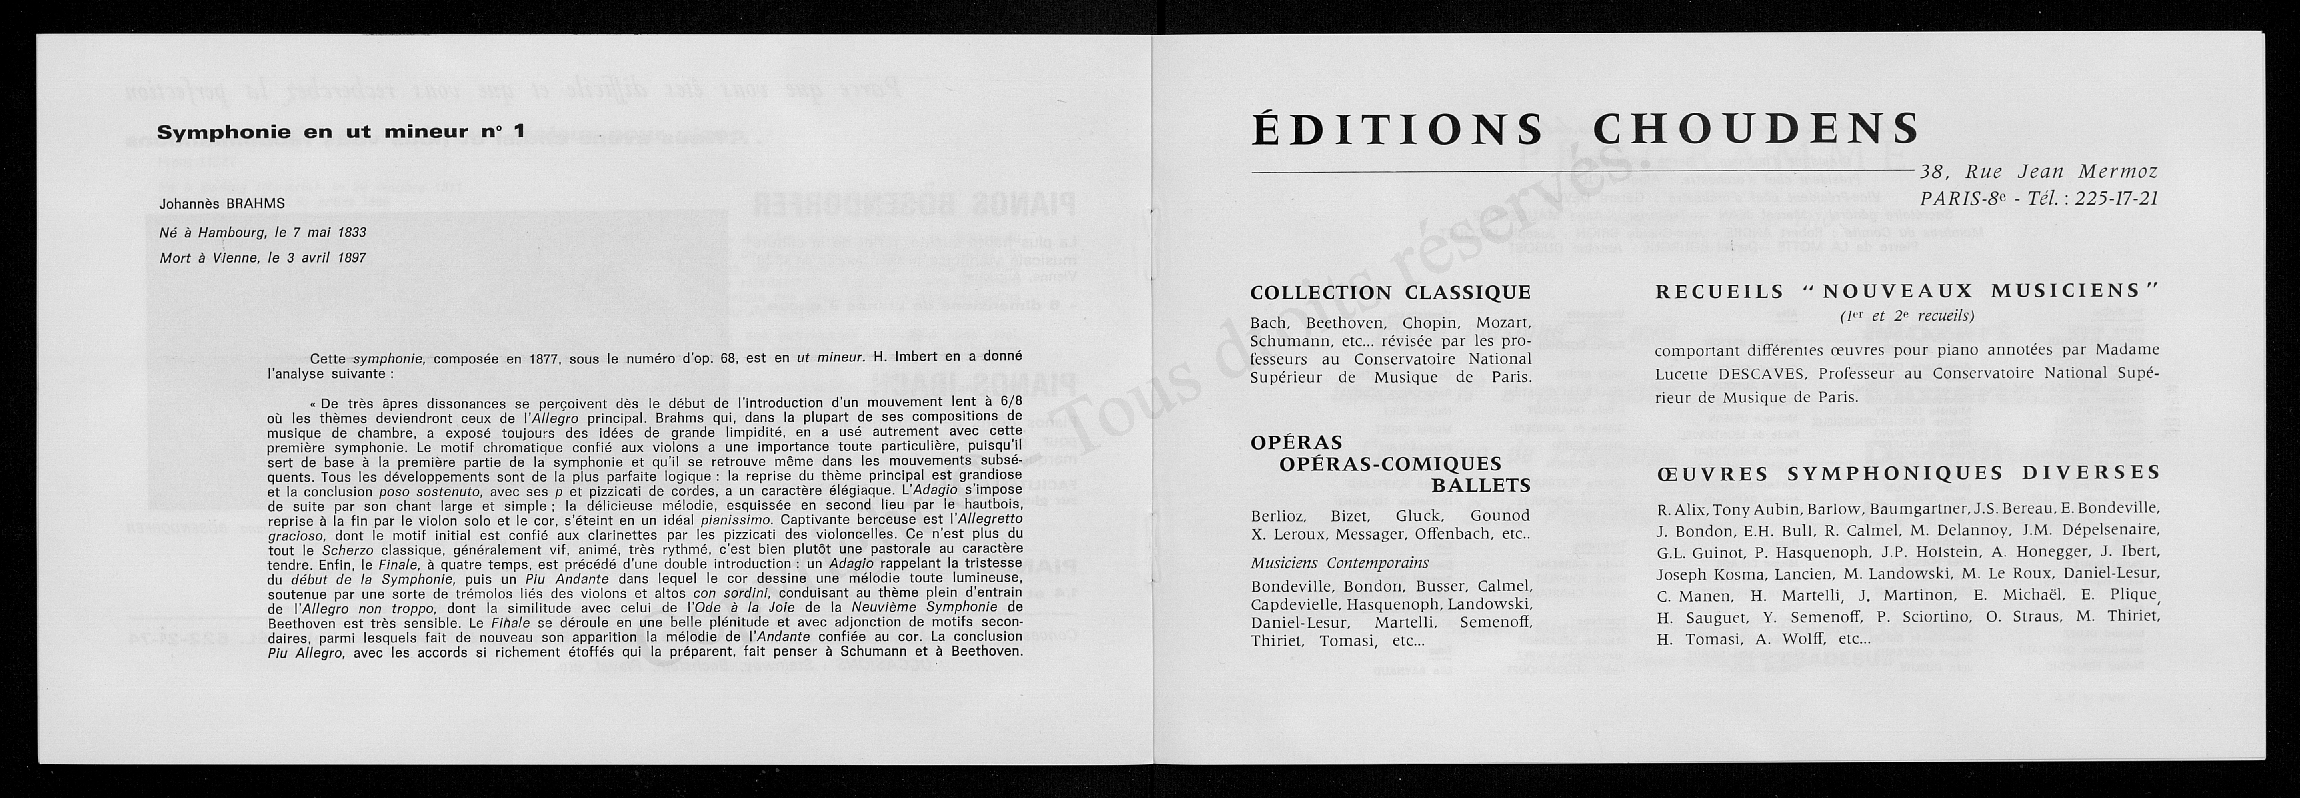 Symphonie en ut mineur n° 1
Johannès BRAHMS
Né à Hambourg, le 7 mai 1833
Mort à Vienne, le 3 avril 1897
Cette symphonie, composée en 1877, sous le numéro d'op. 68, est en ut mineur. H. Imbert en a donné
l'analyse suivante :
« De très âpres dissonances se perçoivent dès le début de l'introduction d'un mouvement lent à 6/8
où les thèmes deviendront ceux de l'Allegro principal. Brahms qui, dans la plupart de ses compositions de
musique de chambre, a exposé toujours des idées de grande limpidité, en a usé autrement avec cette
première symphonie. Le motif chromatique confié aux violons a une importance toute particulière, puisqu'il
sert de base à la première partie de la symphonie et qu'il se retrouve même dans les mouvements subsé-
quents. Tous les développements sont de la plus parfaite logique : la reprise du thème principal est grandiose
et la conclusion poso sostenuto, avec ses p et pizzicati de cordes, a un caractère élégiaque. L'Adagio s'impose
de suite par son chant large et simple ; la délicieuse mélodie, esquissée en second lieu par le hautbois,
reprise à la fin par le violon solo et le cor, s'éteint en un idéal pianissimo. Captivante berceuse est l'Allegretto
gracioso, dont le motif initial est confié aux clarinettes par les pizzicati des violoncelles. Ce n'est plus du
tout le Scherzo classique, généralement vif, animé, très rythmé, c'est bien plutôt une pastorale au caractère
tendre. Enfin, le Finale, à quatre temps, est précédé d'une double introduction : un Adagio rappelant la tristesse
du début de la Symphonie, puis un Piu Andante dans lequel le cor dessine une mélodie toute lumineuse,
soutenue par une sorte de trémolos liés des violons et altos con sordini, conduisant au thème plein d'entrain
de l'Allegro non troppo, dont la similitude avec celui de l'Ode à la Joie de la Neuvième Symphonie de
Beethoven est très sensible. Le Finale se déroule en une belle plénitude et avec adjonction de motifs secon-
daires, parmi lesquels fait de nouveau son apparition la mélodie de l'Andante confiée au cor. La conclusion
Piu Allegro, avec les accords si richement étoffés qui la préparent, fait penser à Schumann et à Beethoven.
ÉDITIONS CHOUDENS
38, Rue Jean Mermoz
PARIS-8e - Tél. : 225-17-21
COLLECTION CLASSIQUE
Bach, Beethoven, Chopin, Mozart,
Schumann, etc... révisée par les pro-
fesseurs au Conservatoire National
Supérieur de Musique de Paris.
OPÉRAS
OPÉRAS-COMIQUES
BALLETS
Berlioz, Bizet, Gluck, Gounod
X. Leroux, Messager, Offenbach, etc..
Musiciens Contemporains
Bondeville, Bondon, Busser, Calmel,
Capdevielle, Hasquenoph, Landowski,
Daniel-Lesur, Martelli, Semenoff,
Thiriet, Tomasi, etc...
RECUEILS “ NOUVEAUX MUSICIENS ”
(1er et 2e recueils)
comportant différentes œuvres pour piano annotées par Madame
Lucette DESCAVES, Professeur au Conservatoire National Supé-
rieur de Musique de Paris.
ŒUVRES SYMPHONIQUES DIVERSES
R. Alix, Tony Aubin, Barlow, Baumgartner, J.S. Bereau, E. Bondeville,
J. Bondon, E.H. Bull, R. Calmel, M. Delannoy, J.M. Dépelsenaire,
G.L. Guinot, P. Hasquenoph, J.P. Holstein, A. Honegger, J. Ibert,
Joseph Kosma, Lancien, M. Landowski, M. Le Roux, Daniel-Lesur,
C. Manen, H. Martelli, J. Martinon, E. Michaël, E. Plique,
H. Sauguet, Y. Semenoff, P. Sciortino, O. Straus, M. Thiriet,
H. Tomasi, A. Wolff, etc...
Tous droits réservés.